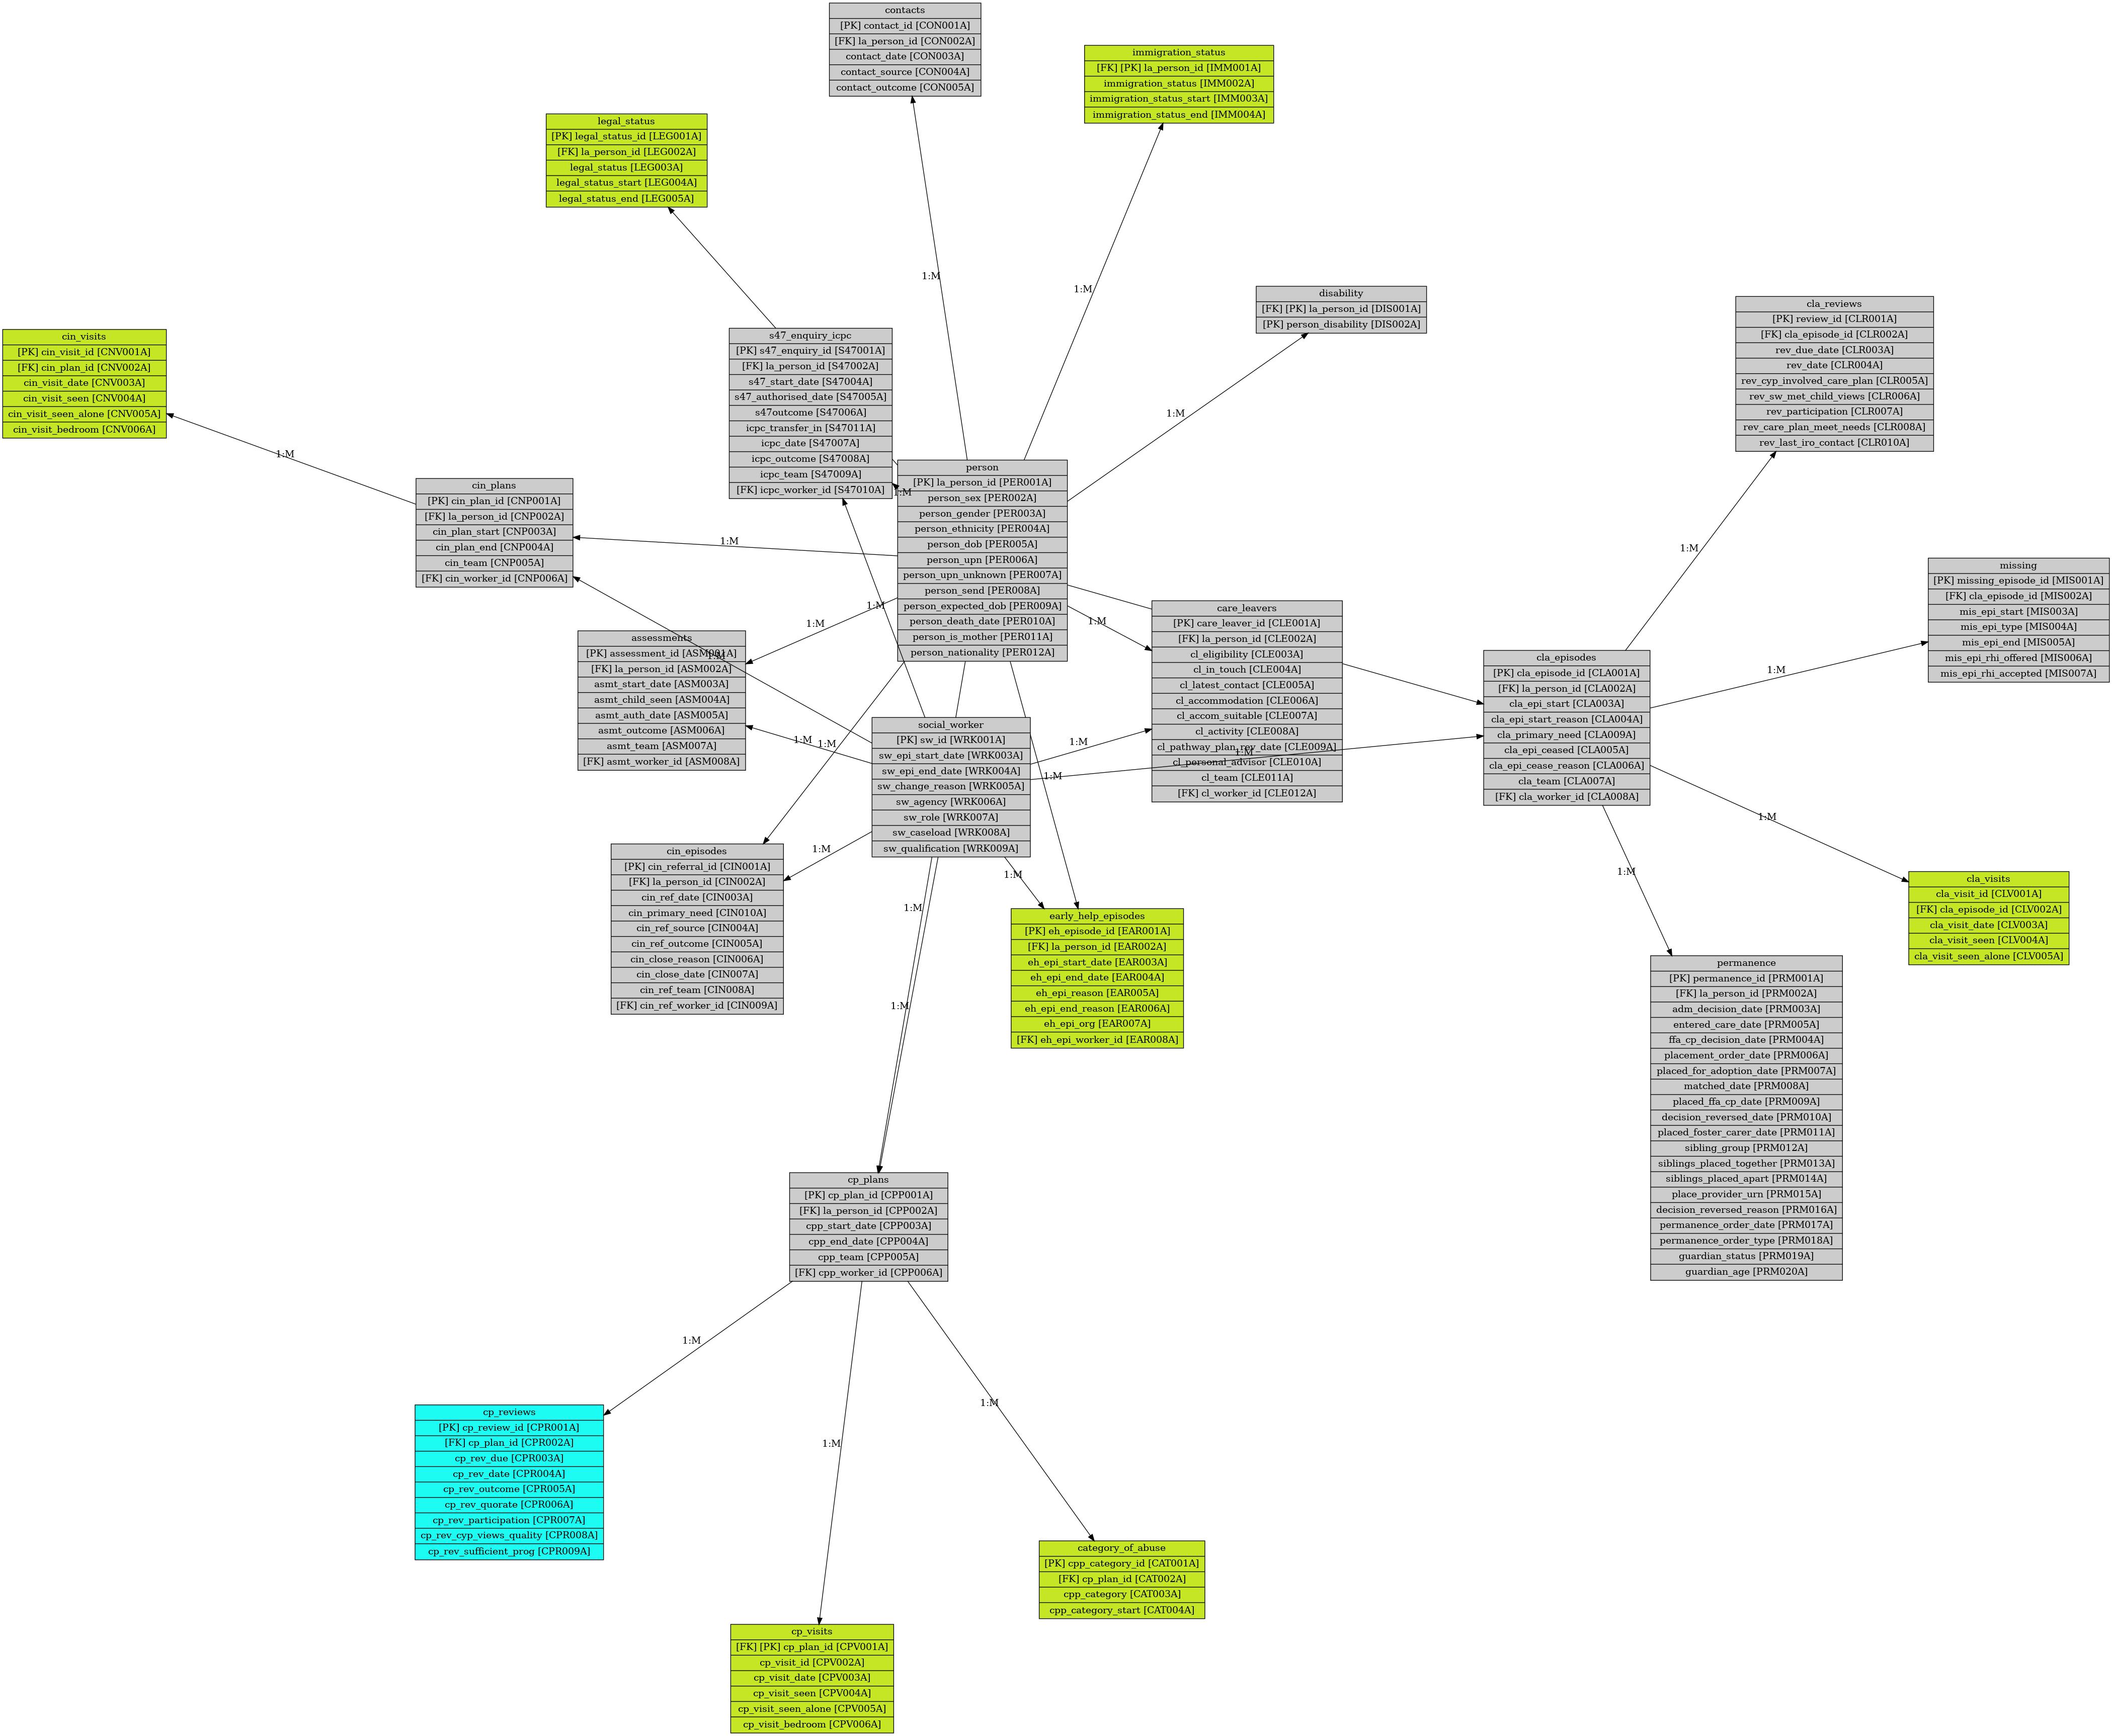 contacts
[PK] contact_id [CON001A]
[FK] la_person_id [CON002A]
contact_date [CON003A]
contact_source [CON004A]
contact_outcome [CON005A]
immigration_status
[FK] [PK] la_person_id [IMM001A]
immigration_status [IMM002A]
immigration_status_start [IMM003A]
immigration_status_end [IMM004A]
legal_status
[PK] legal_status_id [LEG001A]
[FK] la_person_id [LEG002A]
legal_status [LEG003A]
legal_status_start [LEG004A]
legal_status_end [LEG005A]
1:M
1:M
disability
[FK] [PK] la_person_id [DIS001A]
[PK] person_disability [DIS002A]
cla_reviews
[PK] review_id [CLR001A]
[FK] cla_episode_id [CLR002A]
rev_due_date [CLR003A]
rev_date [CLR004A]
rev_cyp_involved_care_plan [CLR005A]
rev_sw_met_child_views [CLR006A]
rev_participation [CLR007A]
rev_care_plan_meet_needs [CLR008A]
rev_last_iro_contact [CLR010A]
cin_visits
[PK] cin_visit_id [CNV001A]
[FK] cin_plan_id [CNV002A]
cin_visit_date [CNV003A]
cin_visit_seen [CNV004A]
cin_visit_seen_alone [CNV005A]
cin_visit_bedroom [CNV006A]
s47_enquiry_icpc
[PK] s47_enquiry_id [S47001A]
[FK] la_person_id [S47002A]
s47_start_date [S47004A]
s47_authorised_date [S47005A]
s47outcome [S47006A]
icpc_transfer_in [S47011A]
icpc_date [S47007A]
icpc_outcome [S47008A]
icpc_team [S47009A]
[FK] icpc_worker_id [S47010A]
1:M
1:M
1:M
person
[PK] la_person_id [PER001A]
person_sex [PER002A]
person_gender [PER003A]
person_ethnicity [PER004A]
person_dob [PER005A]
person_upn [PER006A]
person_upn_unknown [PER007A]
person_send [PER008A]
person_expected_dob [PER009A]
person_death_date [PER010A]
person_is_mother [PER011A]
person_nationality [PER012A]
cin_plans
[PK] cin_plan_id [CNP001A]
[FK] la_person_id [CNP002A]
cin_plan_start [CNP003A]
cin_plan_end [CNP004A]
cin_team [CNP005A]
[FK] cin_worker_id [CNP006A]
1:M
1:M
missing
[PK] missing_episode_id [MIS001A]
[FK] cla_episode_id [MIS002A]
mis_epi_start [MIS003A]
mis_epi_type [MIS004A]
mis_epi_end [MIS005A]
mis_epi_rhi_offered [MIS006A]
mis_epi_rhi_accepted [MIS007A]
care_leavers
[PK] care_leaver_id [CLE001A]
[FK] la_person_id [CLE002A]
cl_eligibility [CLE003A]
cl_in_touch [CLE004A]
cl_latest_contact [CLE005A]
cl_accommodation [CLE006A]
cl_accom_suitable [CLE007A]
cl_activity [CLE008A]
cl_pathway_plan_rev_date [CLE009A]
cl_personal_advisor [CLE010A]
cl_team [CLE011A]
[FK] cl_worker_id [CLE012A]
1:M
1:M
1:M
assessments
[PK] assessment_id [ASM001A]
[FK] la_person_id [ASM002A]
asmt_start_date [ASM003A]
asmt_child_seen [ASM004A]
asmt_auth_date [ASM005A]
asmt_outcome [ASM006A]
asmt_team [ASM007A]
[FK] asmt_worker_id [ASM008A]
1:M
cla_episodes
[PK] cla_episode_id [CLA001A]
[FK] la_person_id [CLA002A]
cla_epi_start [CLA003A]
cla_epi_start_reason [CLA004A]
cla_primary_need [CLA009A]
cla_epi_ceased [CLA005A]
cla_epi_cease_reason [CLA006A]
cla_team [CLA007A]
[FK] cla_worker_id [CLA008A]
1:M
social_worker
[PK] sw_id [WRK001A]
sw_epi_start_date [WRK003A]
sw_epi_end_date [WRK004A]
sw_change_reason [WRK005A]
sw_agency [WRK006A]
sw_role [WRK007A]
sw_caseload [WRK008A]
sw_qualification [WRK009A]
1:M
1:M
1:M
1:M
1:M
1:M
cin_episodes
[PK] cin_referral_id [CIN001A]
[FK] la_person_id [CIN002A]
cin_ref_date [CIN003A]
cin_primary_need [CIN010A]
cin_ref_source [CIN004A]
cin_ref_outcome [CIN005A]
cin_close_reason [CIN006A]
cin_close_date [CIN007A]
cin_ref_team [CIN008A]
[FK] cin_ref_worker_id [CIN009A]
1:M
1:M
1:M
cla_visits
cla_visit_id [CLV001A]
[FK] cla_episode_id [CLV002A]
cla_visit_date [CLV003A]
cla_visit_seen [CLV004A]
cla_visit_seen_alone [CLV005A]
early_help_episodes
[PK] eh_episode_id [EAR001A]
[FK] la_person_id [EAR002A]
eh_epi_start_date [EAR003A]
eh_epi_end_date [EAR004A]
eh_epi_reason [EAR005A]
eh_epi_end_reason [EAR006A]
eh_epi_org [EAR007A]
[FK] eh_epi_worker_id [EAR008A]
1:M
1:M
permanence
[PK] permanence_id [PRM001A]
[FK] la_person_id [PRM002A]
adm_decision_date [PRM003A]
entered_care_date [PRM005A]
ffa_cp_decision_date [PRM004A]
placement_order_date [PRM006A]
placed_for_adoption_date [PRM007A]
matched_date [PRM008A]
placed_ffa_cp_date [PRM009A]
decision_reversed_date [PRM010A]
placed_foster_carer_date [PRM011A]
sibling_group [PRM012A]
siblings_placed_together [PRM013A]
siblings_placed_apart [PRM014A]
place_provider_urn [PRM015A]
decision_reversed_reason [PRM016A]
permanence_order_date [PRM017A]
permanence_order_type [PRM018A]
guardian_status [PRM019A]
guardian_age [PRM020A]
cp_plans
[PK] cp_plan_id [CPP001A]
[FK] la_person_id [CPP002A]
cpp_start_date [CPP003A]
cpp_end_date [CPP004A]
cpp_team [CPP005A]
[FK] cpp_worker_id [CPP006A]
1:M
1:M
1:M
cp_reviews
[PK] cp_review_id [CPR001A]
[FK] cp_plan_id [CPR002A]
cp_rev_due [CPR003A]
cp_rev_date [CPR004A]
cp_rev_outcome [CPR005A]
cp_rev_quorate [CPR006A]
cp_rev_participation [CPR007A]
cp_rev_cyp_views_quality [CPR008A]
cp_rev_sufficient_prog [CPR009A]
category_of_abuse
[PK] cpp_category_id [CAT001A]
[FK] cp_plan_id [CAT002A]
cpp_category [CAT003A]
cpp_category_start [CAT004A]
cp_visits
[FK] [PK] cp_plan_id [CPV001A]
cp_visit_id [CPV002A]
cp_visit_date [CPV003A]
cp_visit_seen [CPV004A]
cp_visit_seen_alone [CPV005A]
cp_visit_bedroom [CPV006A]